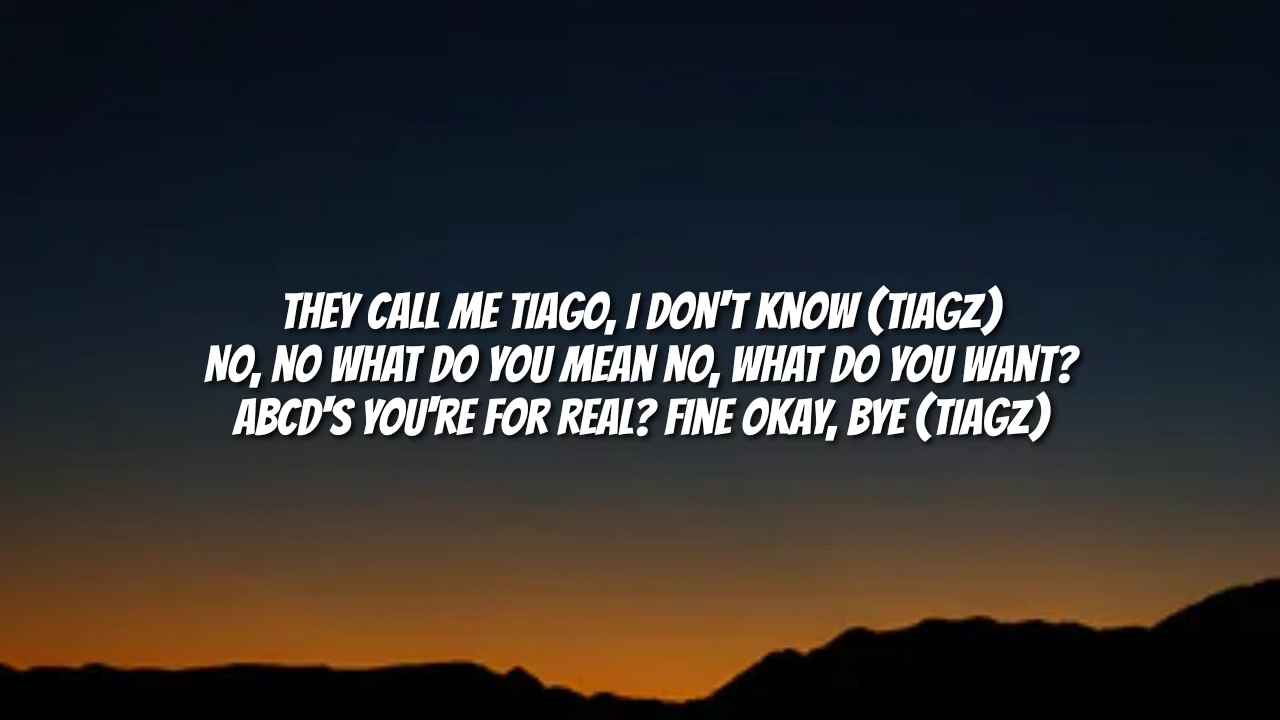 THEY CALL ME TIAGO, I DON'T KNOW (TIAGZ)
NO, NO WHAT DO YOU MEAN NO, WHAT DO YOU WANT?
ABCD'S YOU'RE FOR REAL? FINE OKAY, BYE (TIAGZ)